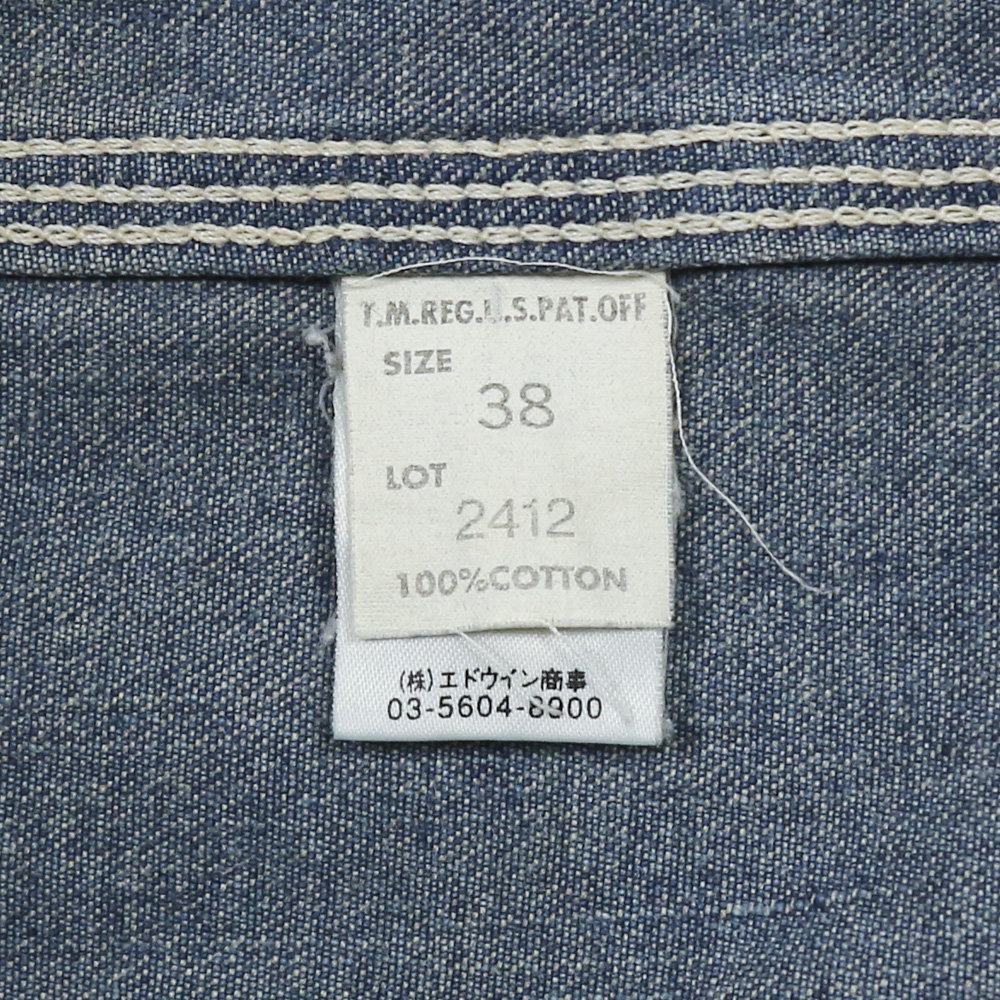 T.M.REG.U.S.PAT.OFF
SIZE
38
LOT
2412
100%COTTON
(株)エドウイン商事
03-5604-8900